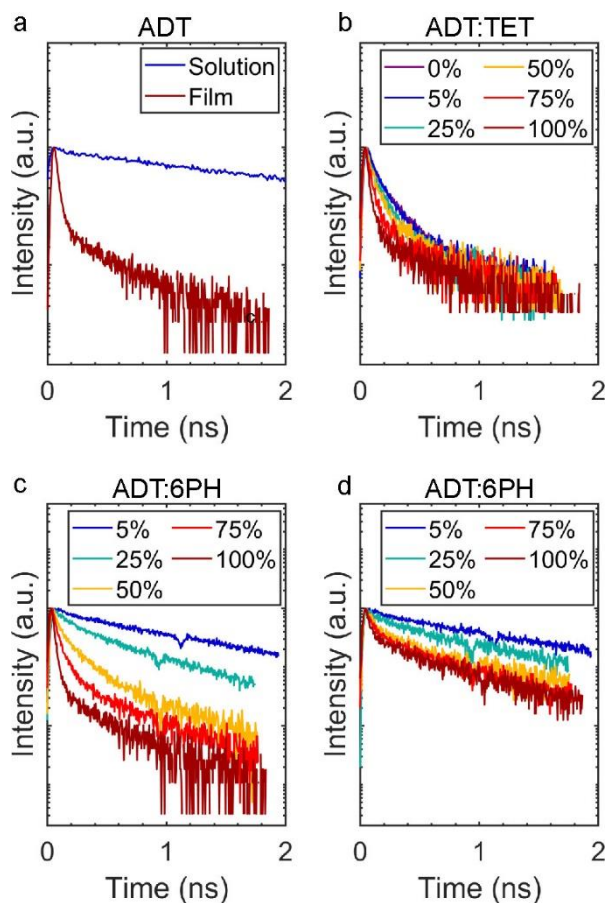 a
ADT
Solution
Film
Intensity (a.u.)
c
0
1
2
Time (ns)
b
ADT:TET
0%
50%
5%
75%
25%
100%
Intensity (a.u.)
0
1
2
Time (ns)
c
ADT:6PH
5%
75%
25%
100%
50%
Intensity (a.u.)
0
1
2
Time (ns)
d
ADT:6PH
5%
75%
25%
100%
50%
Intensity (a.u.)
0
1
2
Time (ns)